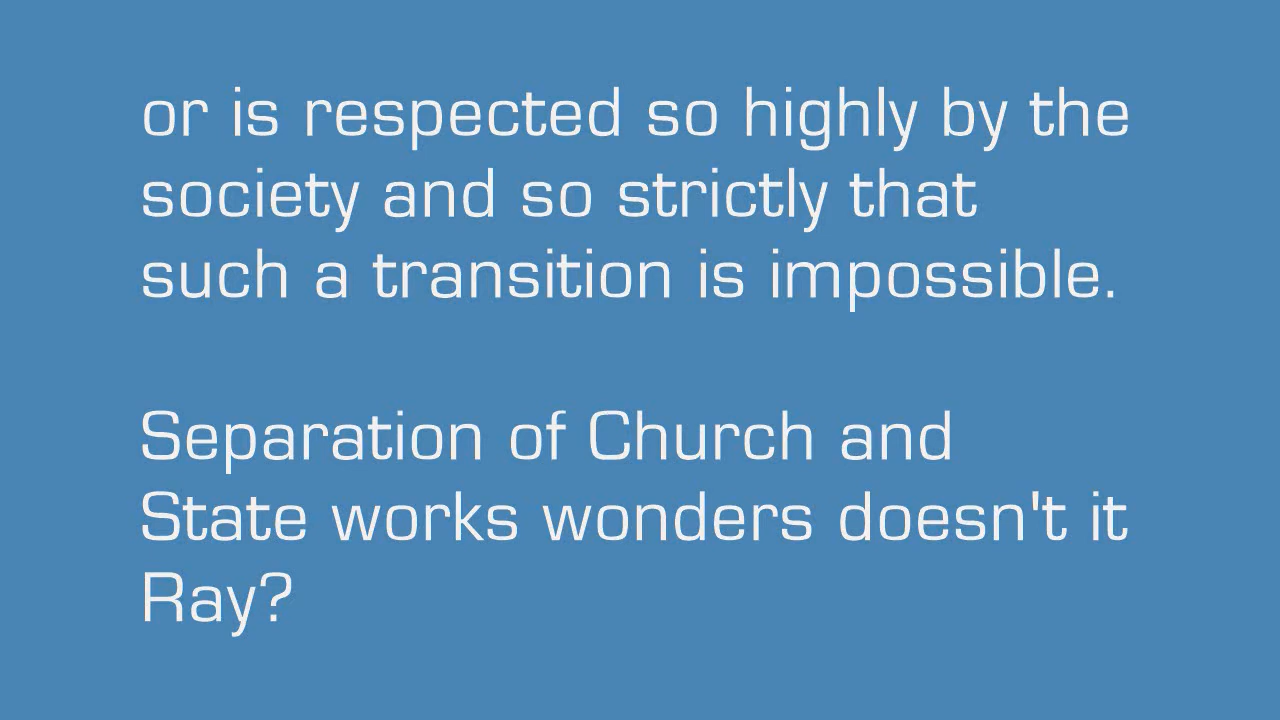 or is respected so highly by the
society and so strictly that
such a transition is impossible.
Separation of Church and
State works wonders doesn't it
Ray?